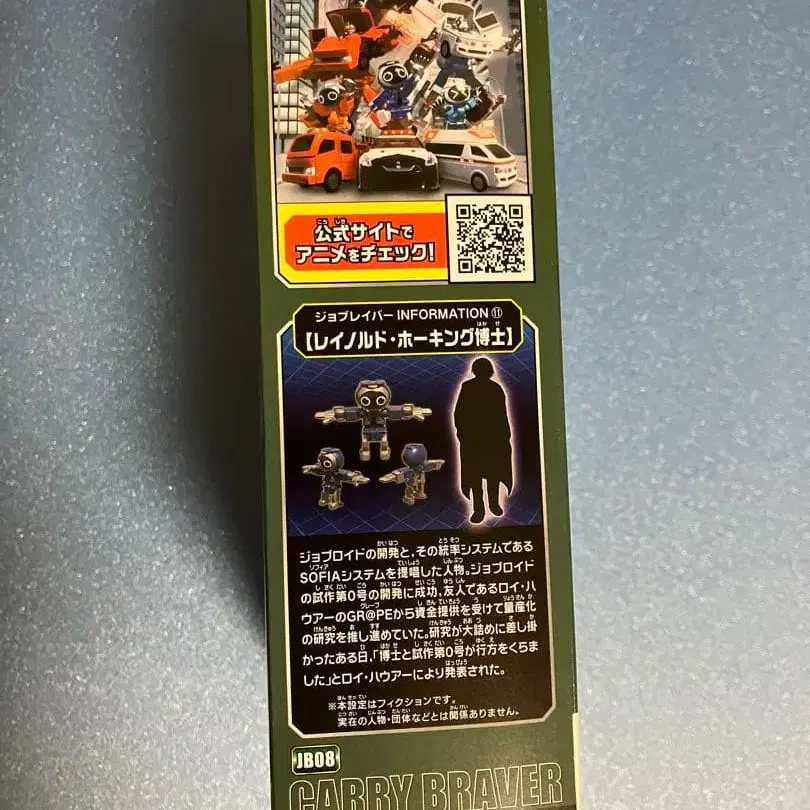 公式サイトで
アニメをチェック!
ジョブレイバー INFORMATION ⑪
【レイノルド・ホーキング博士】
ジョブロイドの開発と、その統率システムである
SOFIAシステムを提唱した人物。ジョブロイド
の試作第0号の開発に成功。友人であるロイ・ハ
ウアーのGR@PEから資金提供を受けて量産化
の研究を推し進めていた。研究が大詰めに差し掛
かったある日、「博士と試作第0号が行方をくらま
した」とロイ・ハウアーにより発表された。
※本設定はフィクションです。
実在の人物・団体などとは関係ありません。
JB08
CARRY BRAVER